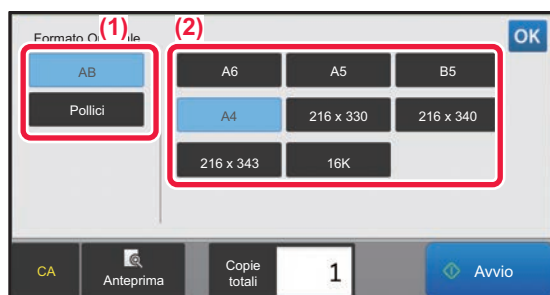 Formato Originale
(1)
(2)
OK
AB
Pollici
A6
A5
B5
A4
216 x 330
216 x 340
216 x 343
16K
CA
Anteprima
Copie
totali
1
Avvio